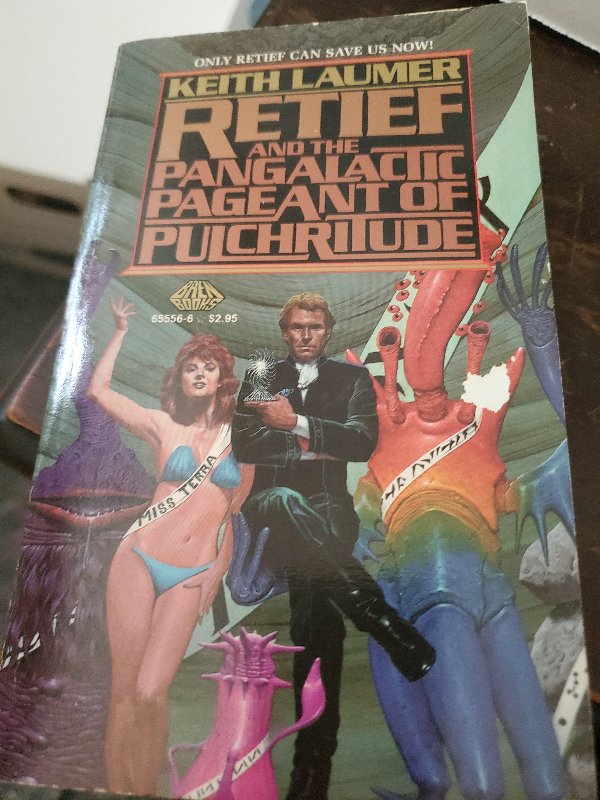 ONLY RETIEF CAN SAVE US NOW!
KEITH LAUMER
RETIEF
AND THE
PANGALACTIC
PAGEANT OF
PULCHRITUDE
BAEN
BOOKS
65556-6 ·· $2.95
MISS TERRA